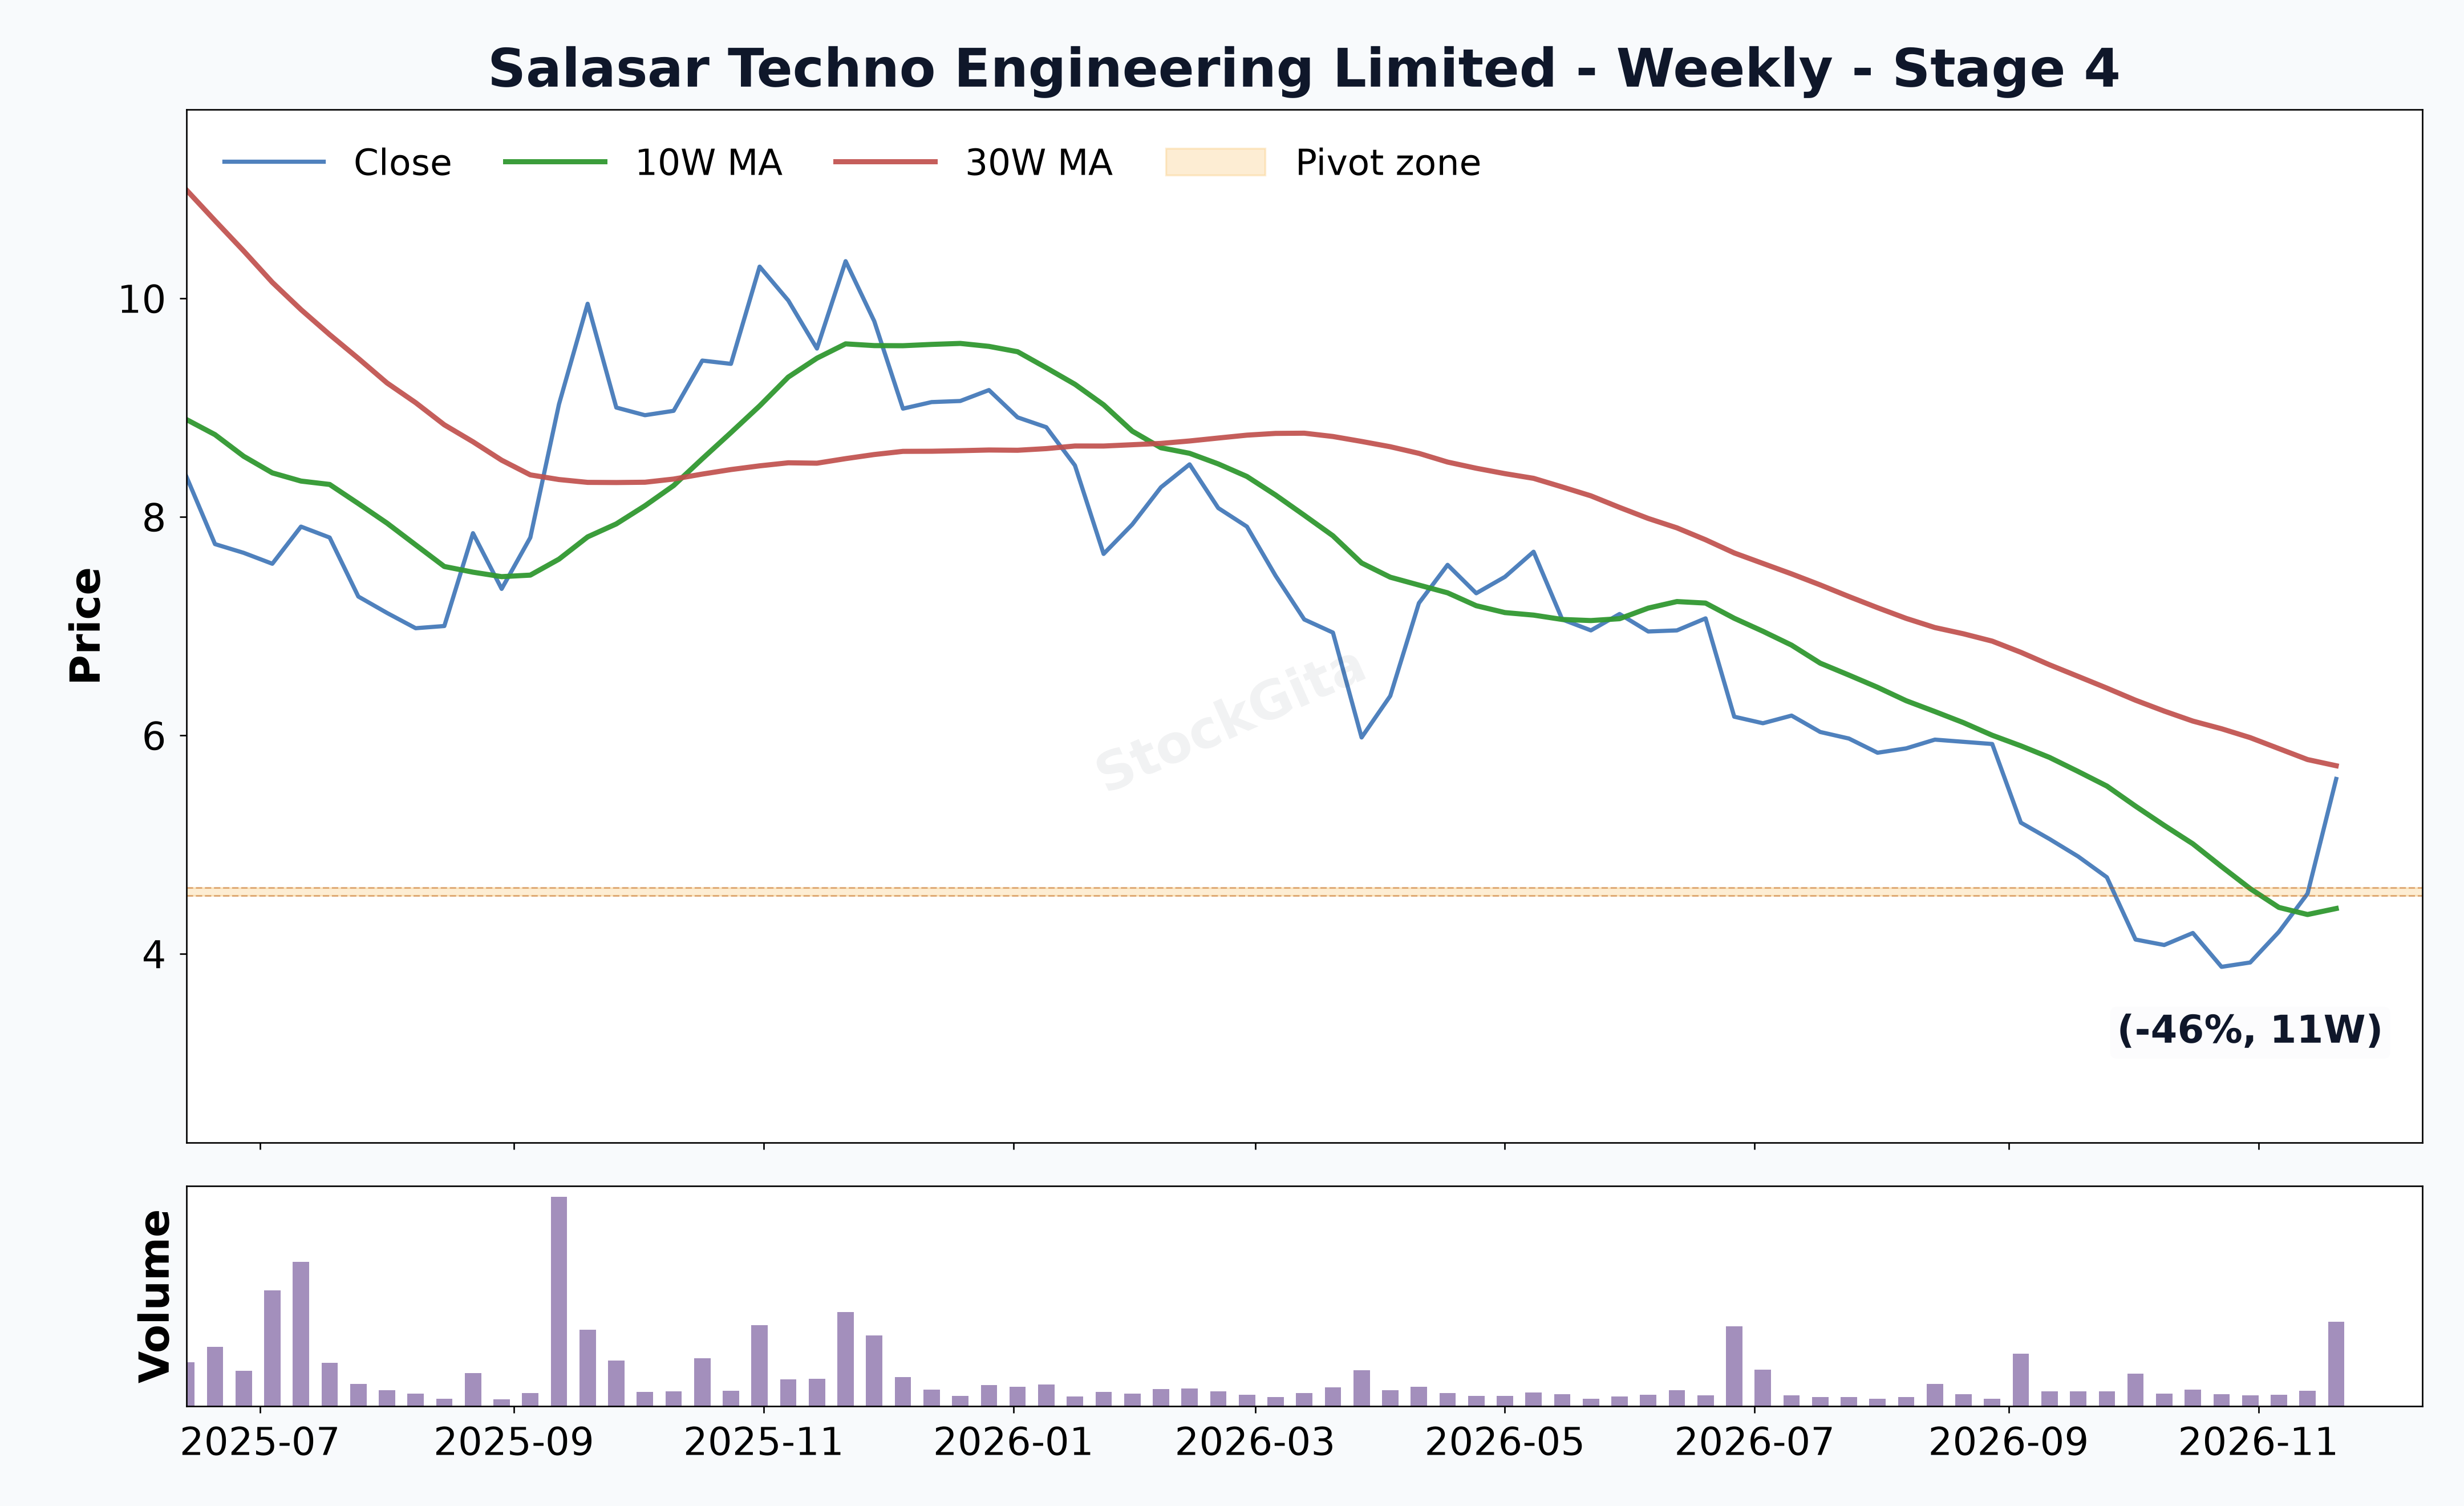 Salasar Techno Engineering Limited - Weekly - Stage 4
Close 10W MA 30W MA Pivot zone
Price
10
8
6
4
StockGita
(-46%, 11W)
Volume
2025-07 2025-09 2025-11 2026-01 2026-03 2026-05 2026-07 2026-09 2026-11